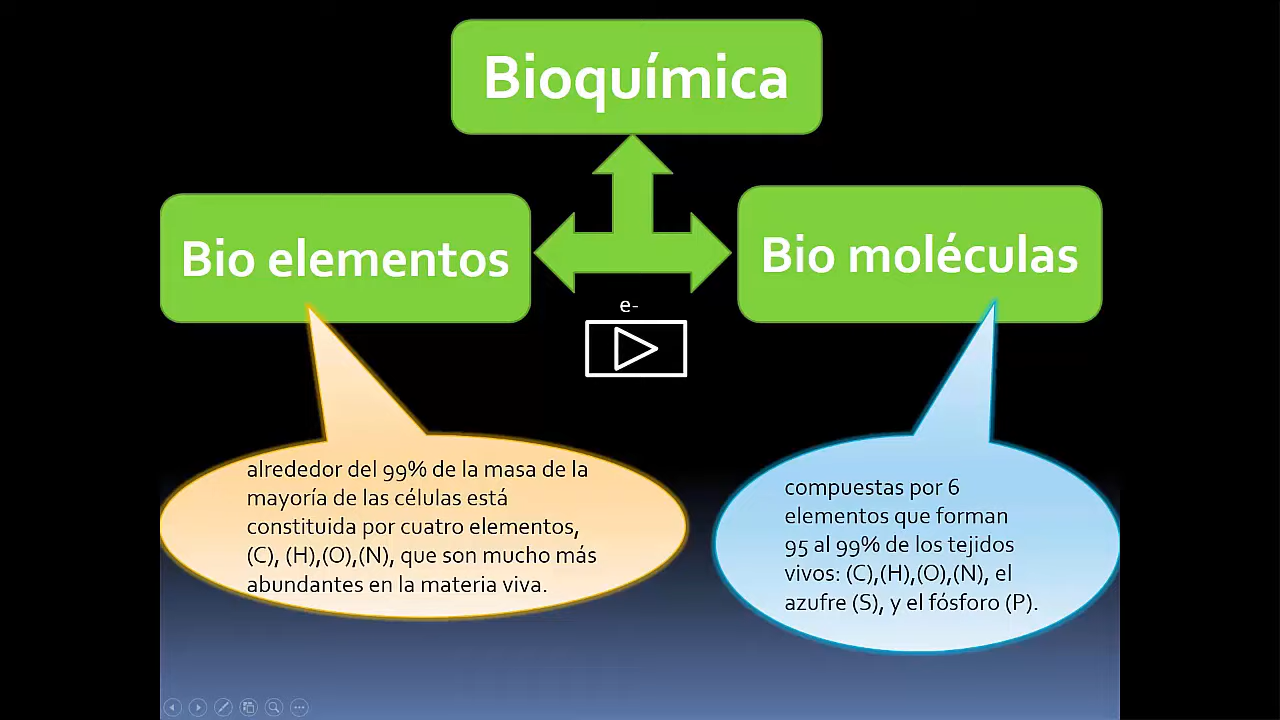 Bioquímica
Bio elementos
Bio moléculas
e-
alrededor del 99% de la masa de la
mayoría de las células está
constituida por cuatro elementos,
(C), (H),(O),(N), que son mucho más
abundantes en la materia viva.
compuestas por 6
elementos que forman
95 al 99% de los tejidos
vivos: (C),(H),(O),(N), el
azufre (S), y el fósforo (P).